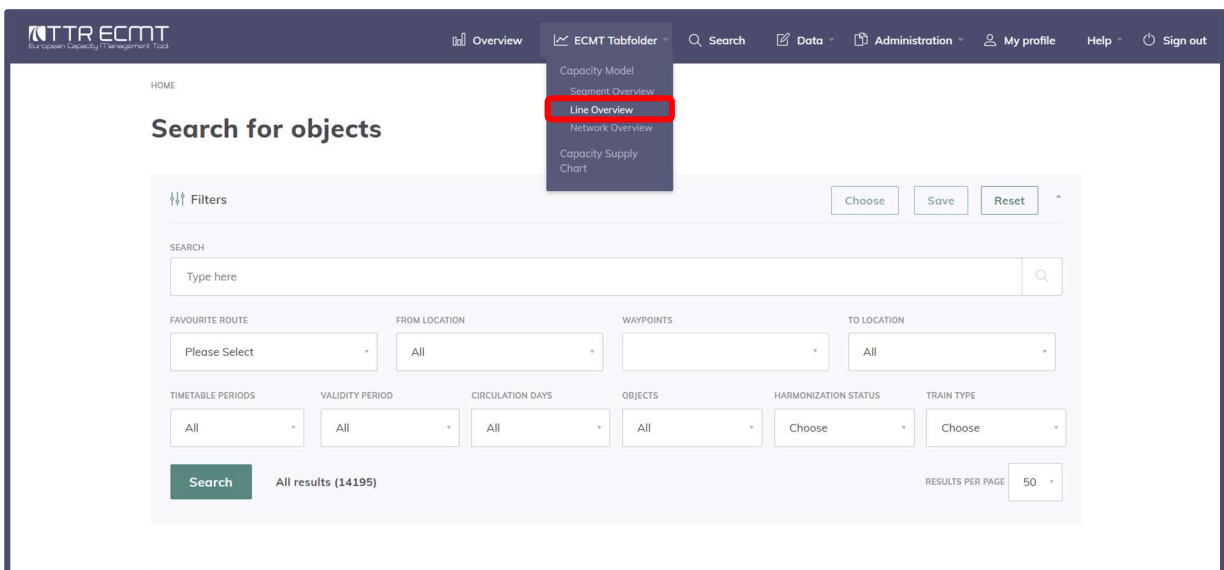 TTR ECMT
European Capacity Management Tool
Overview
ECMT Tabfolder
Search
Data
Administration
My profile
Help
Sign out
Capacity Model
Segment Overview
Line Overview
Network Overview
Capacity Supply
Chart
HOME
Search for objects
Filters
Choose
Save
Reset
SEARCH
Type here
FAVOURITE ROUTE
FROM LOCATION
WAYPOINTS
TO LOCATION
Please Select
All
All
TIMETABLE PERIODS
VALIDITY PERIOD
CIRCULATION DAYS
OBJECTS
HARMONIZATION STATUS
TRAIN TYPE
All
All
All
All
Choose
Choose
Search
All results (14195)
RESULTS PER PAGE
50